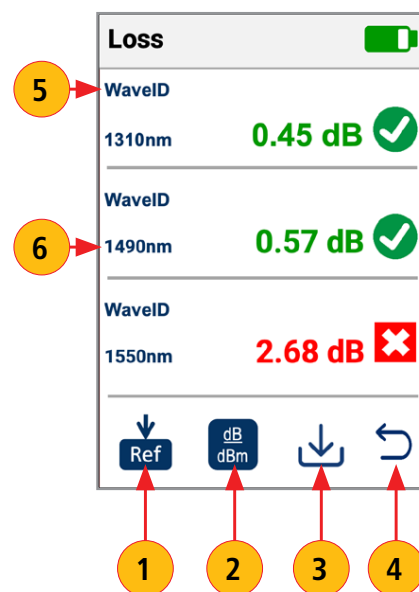 Loss
5
WaveID
1310nm
0.45 dB
WaveID
6
1490nm
0.57 dB
WaveID
1550nm
2.68 dB
Ref
dB
dBm
1
2
3
4